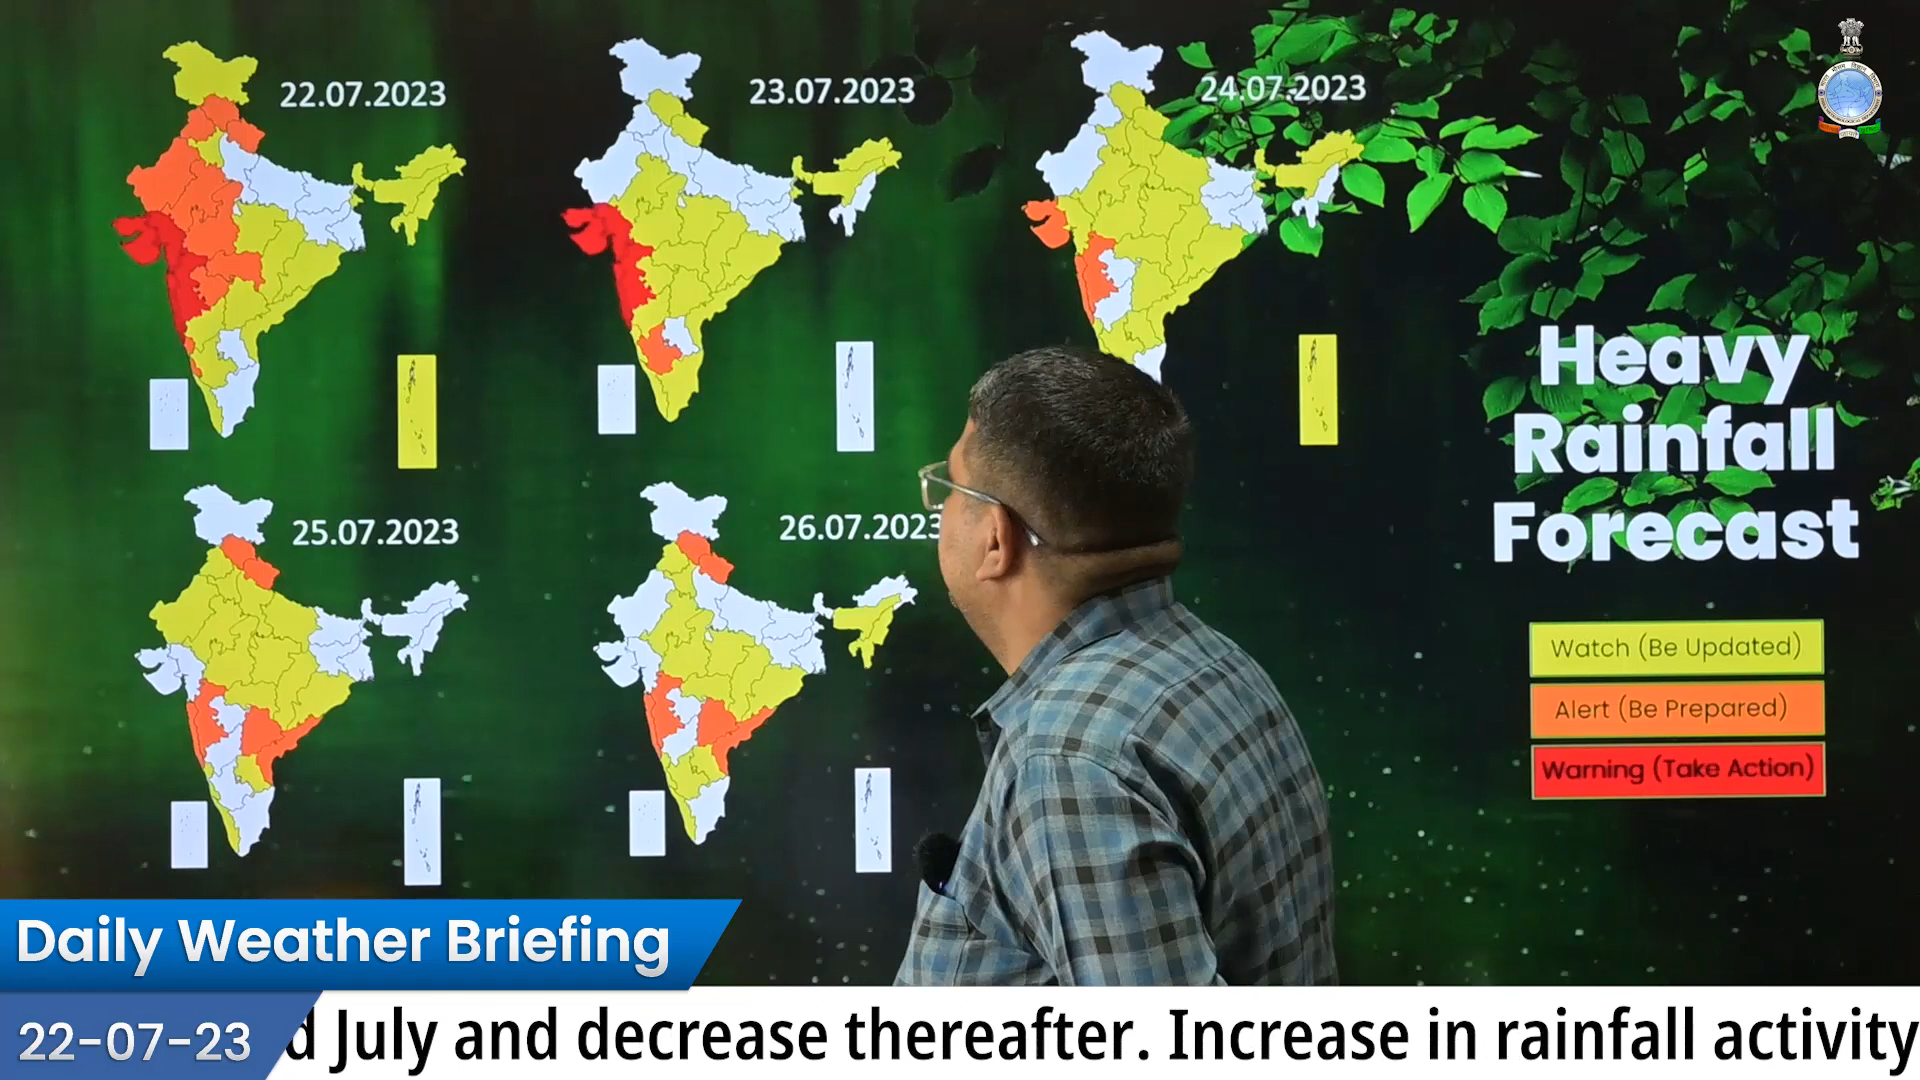 22.07.2023
23.07.2023
24.07.2023
25.07.2023
26.07.2023
Heavy
Rainfall
Forecast
Watch (Be Updated)
Alert (Be Prepared)
Warning (Take Action)
Daily Weather Briefing
22-07-23
d July and decrease thereafter. Increase in rainfall activity